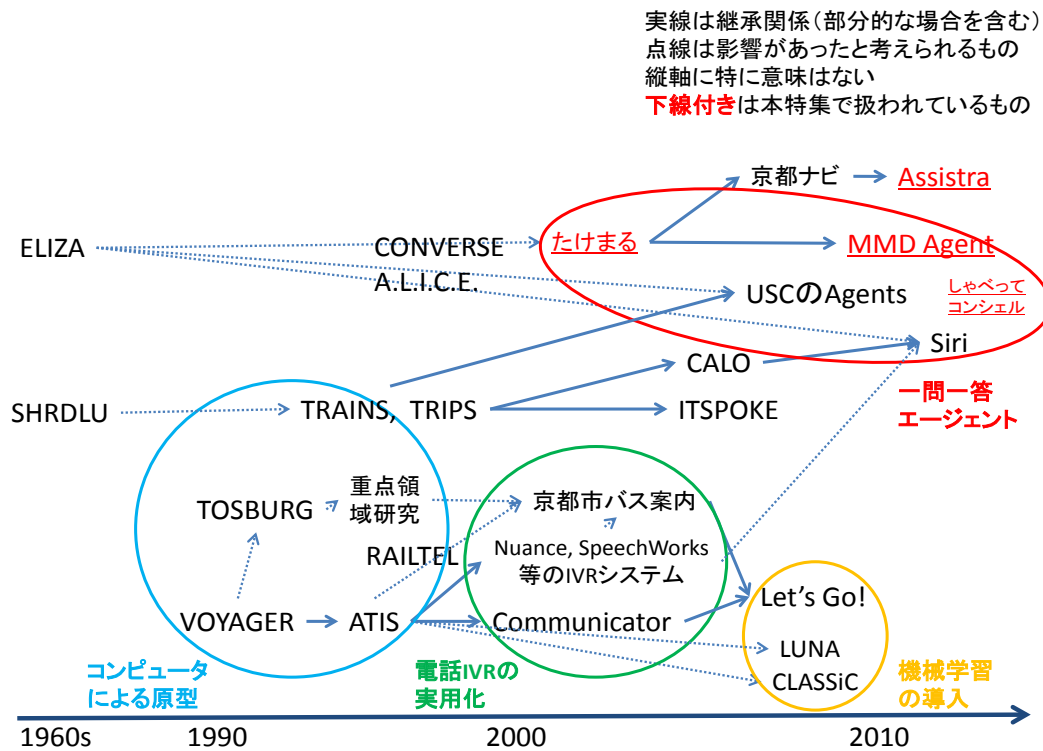 実線は継承関係（部分的な場合を含む）
点線は影響があったと考えられるもの
縦軸に特に意味はない
下線付きは本特集で扱われているもの
京都ナビ
Assistra
ELIZA
CONVERSE
A.L.I.C.E.
たけまる
MMD Agent
USCのAgents
しゃべって
コンシェル
Siri
CALO
SHRDLU
TRAINS, TRIPS
ITSPOKE
一問一答
エージェント
TOSBURG
重点領
域研究
京都市バス案内
RAILTEL
Nuance, SpeechWorks
等のIVRシステム
VOYAGER
ATIS
Communicator
Let's Go!
LUNA
CLASSiC
コンピュータ
による原型
電話IVRの
実用化
機械学習
の導入
1960s
1990
2000
2010